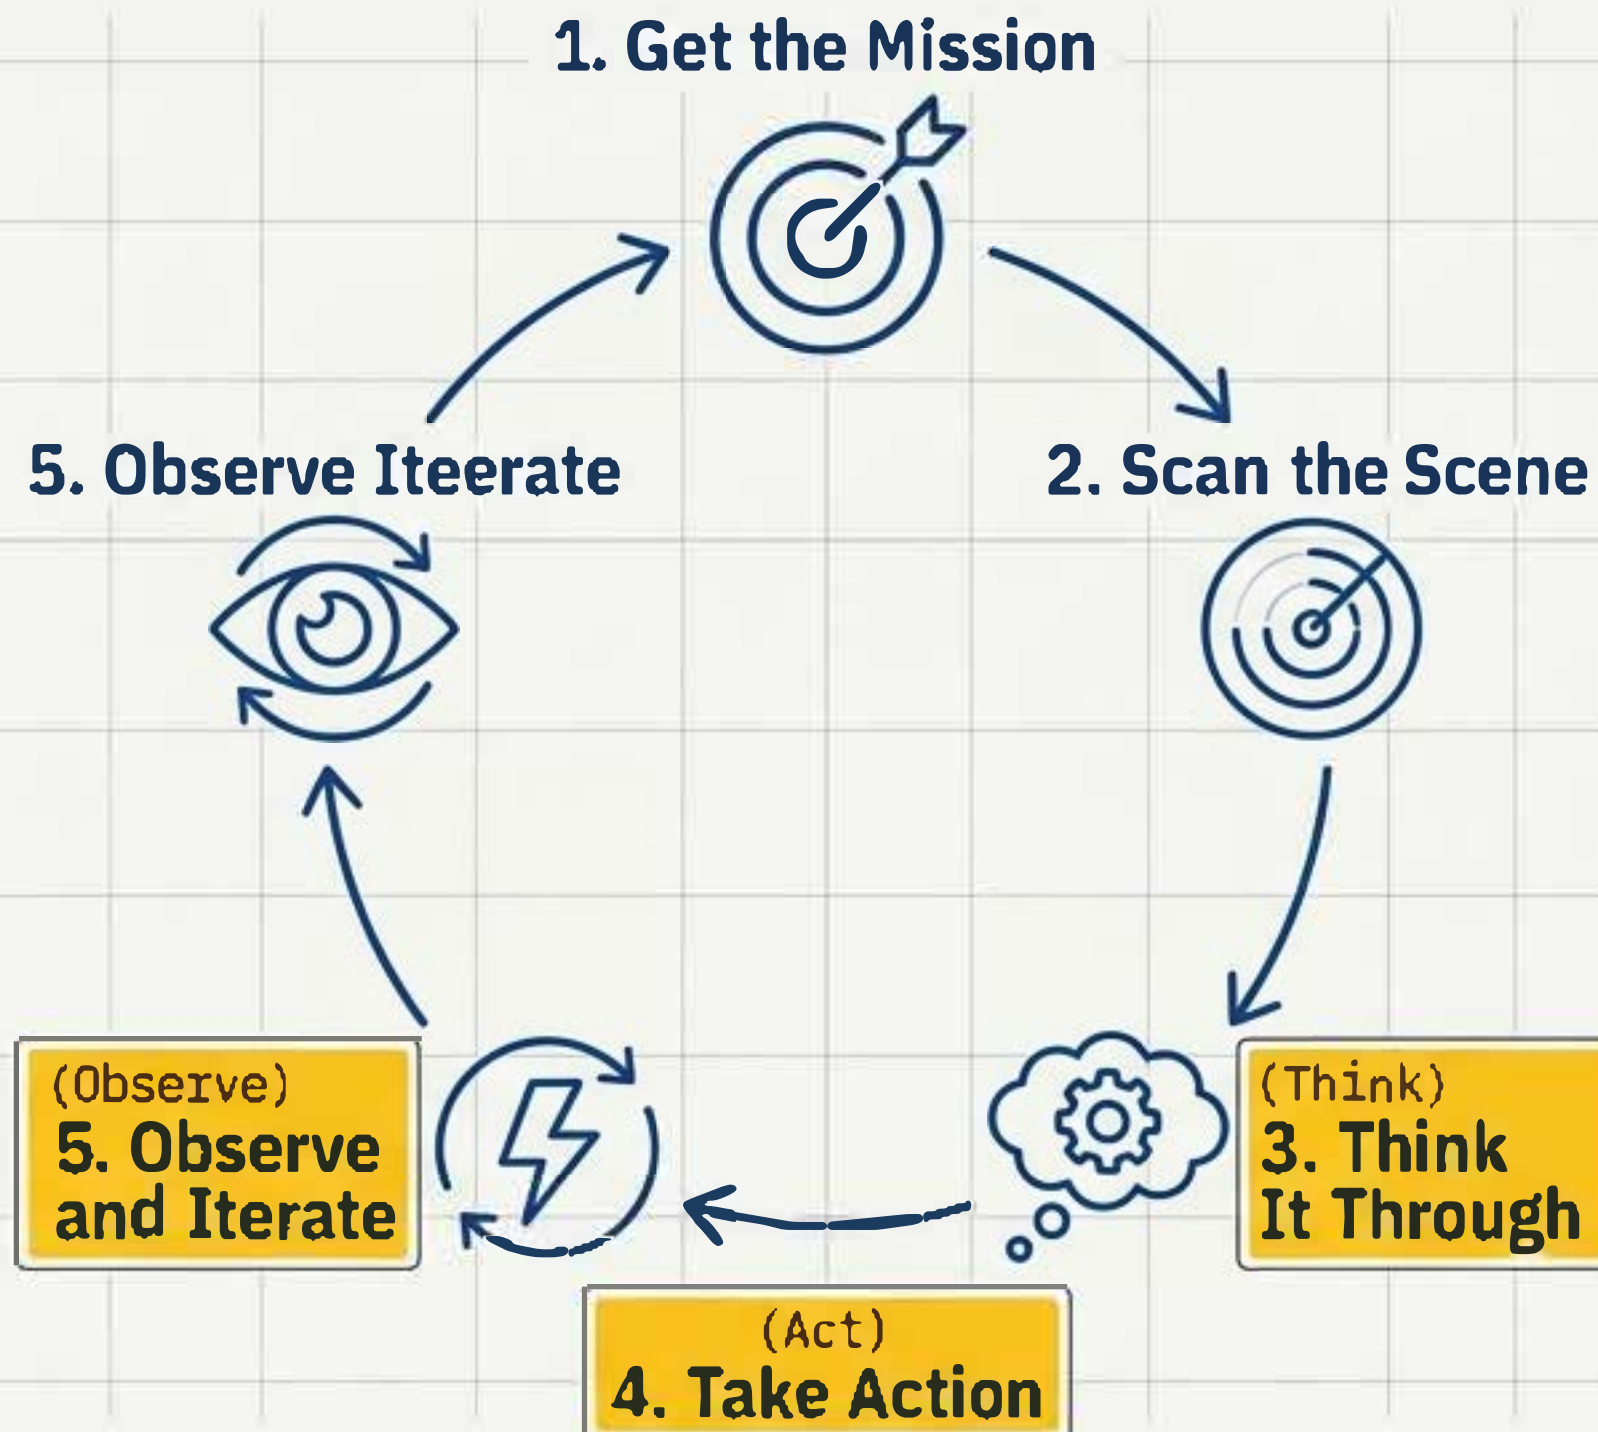 1. Get the Mission
5. Observe Iteerate
2. Scan the Scene
(Observe)
5. Observe
and Iterate
(Think)
3. Think
It Through
(Act)
4. Take Action